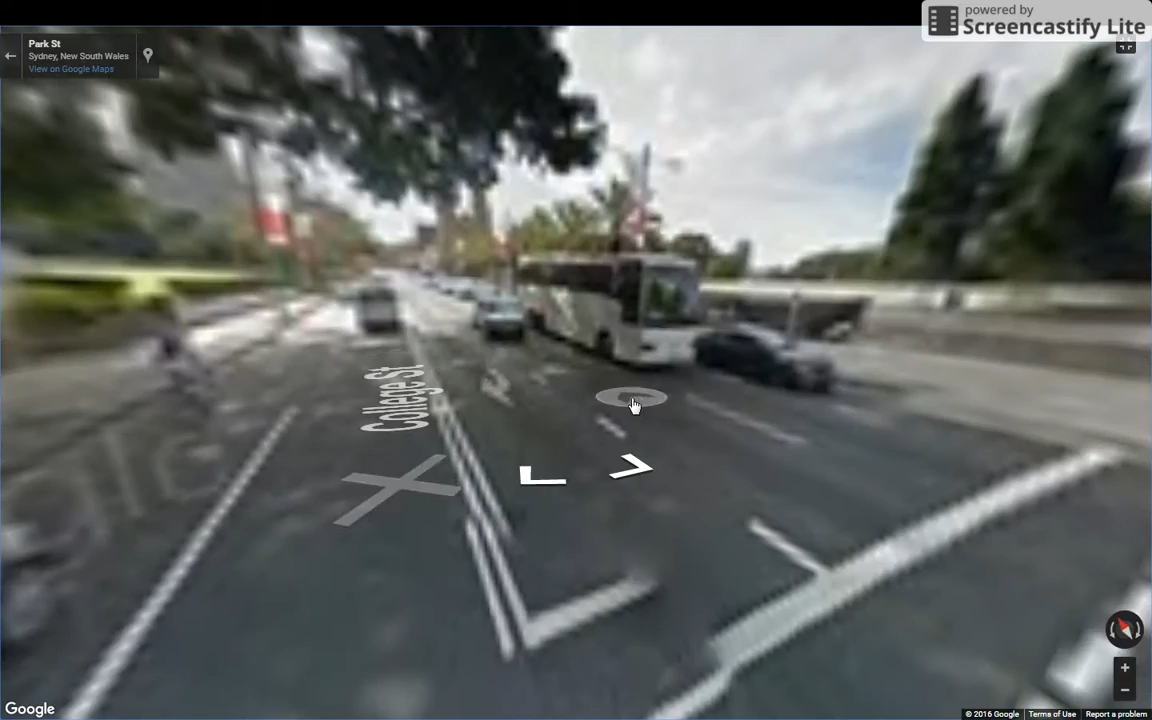 powered by
Screencastify Lite
Park St
Sydney, New South Wales
View on Google Maps
College St
Google
© 2016 Google
Terms of Use
Report a problem